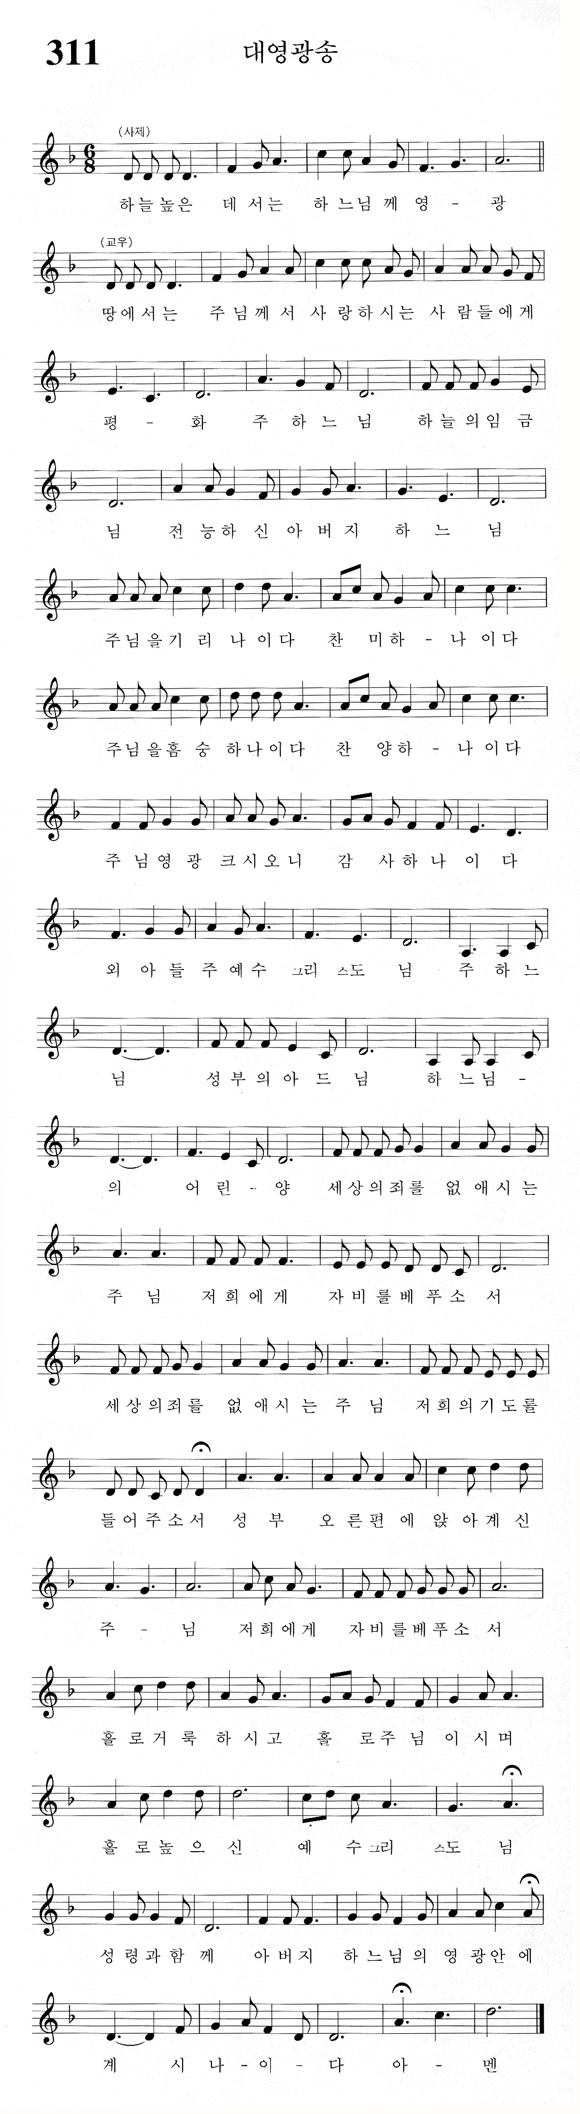 311 대영광송
(사제)
하늘높은 데서는 하느님께 영 - 광
(교우)
땅에서는 주님께서 사랑하시는 사람들에게
평 - 화 주하느님 하늘의임금
님 전능하신아버지 하느님
주님을기리나이다 찬미하-나이다
주님을흠숭하나이다 찬양하-나이다
주님영광크시오니 감사하나이다
외아들주예수그리스도님 주하느
님 성부의아드님 하느님-
의 어린-양 세상의죄를 없애시는
주님 저희에게 자비를베푸소서
세상의죄를 없애시는주님 저희의기도를
들어주소서 성부 오른편에 앉아계신
주-님 저희에게 자비를베푸소서
홀로거룩하시고 홀로주님이시며
홀로높으신 예수그리스도님
성령과함께 아버지 하느님의 영광안에
계시나-이-다 아-멘